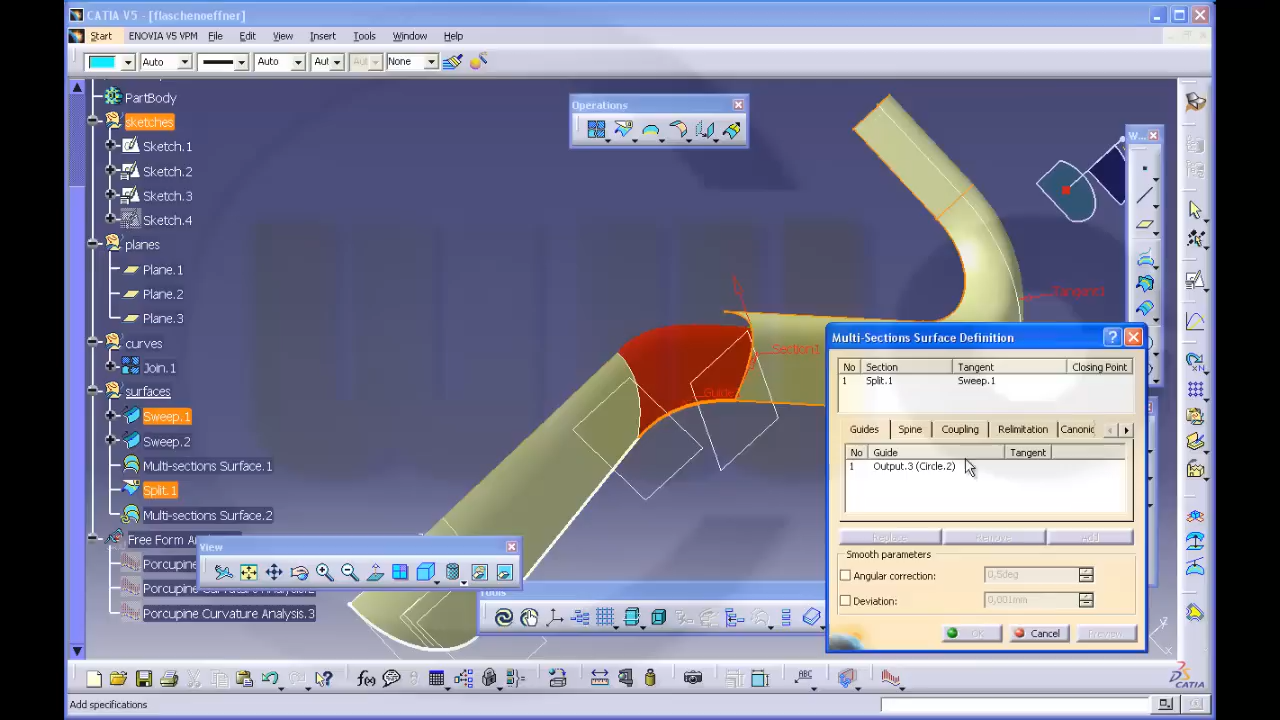 CATIA V5 - [flaschenoeffner]
Start ENOVIA V5 VPM File Edit View Insert Tools Window Help
Auto Auto Aut Aut None
PartBody
sketches
Sketch.1
Sketch.2
Sketch.3
Sketch.4
planes
Plane.1
Plane.2
Plane.3
curves
Join.1
surfaces
Sweep.1
Sweep.2
Multi-sections Surface.1
Split.1
Multi-sections Surface.2
Free Form
Porcupine
Porcupine Curvature Analysis.3
Operations
W...
Tangent1
Section1
Guide
View
Tools
Multi-Sections Surface Definition
No Section Tangent Closing Point
1 Split.1 Sweep.1
Guides Spine Coupling Relimitation Canonic
No Guide Tangent
1 Output.3 (Circle.2)
Replace Remove Add
Smooth parameters
Angular correction: 0,5deg
Deviation: 0,001mm
OK Cancel Preview
Add specifications
CATIA